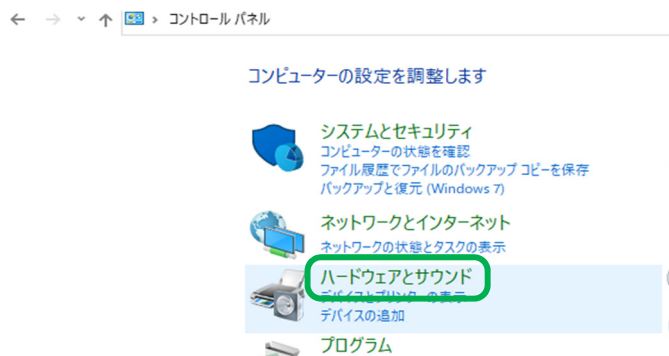 コントロール パネル
コンピューターの設定を調整します
システムとセキュリティ
コンピューターの状態を確認
ファイル履歴でファイルのバックアップ コピーを保存
バックアップと復元 (Windows 7)
ネットワークとインターネット
ネットワークの状態とタスクの表示
ハードウェアとサウンド
デバイスとプリンターの表示
デバイスの追加
プログラム